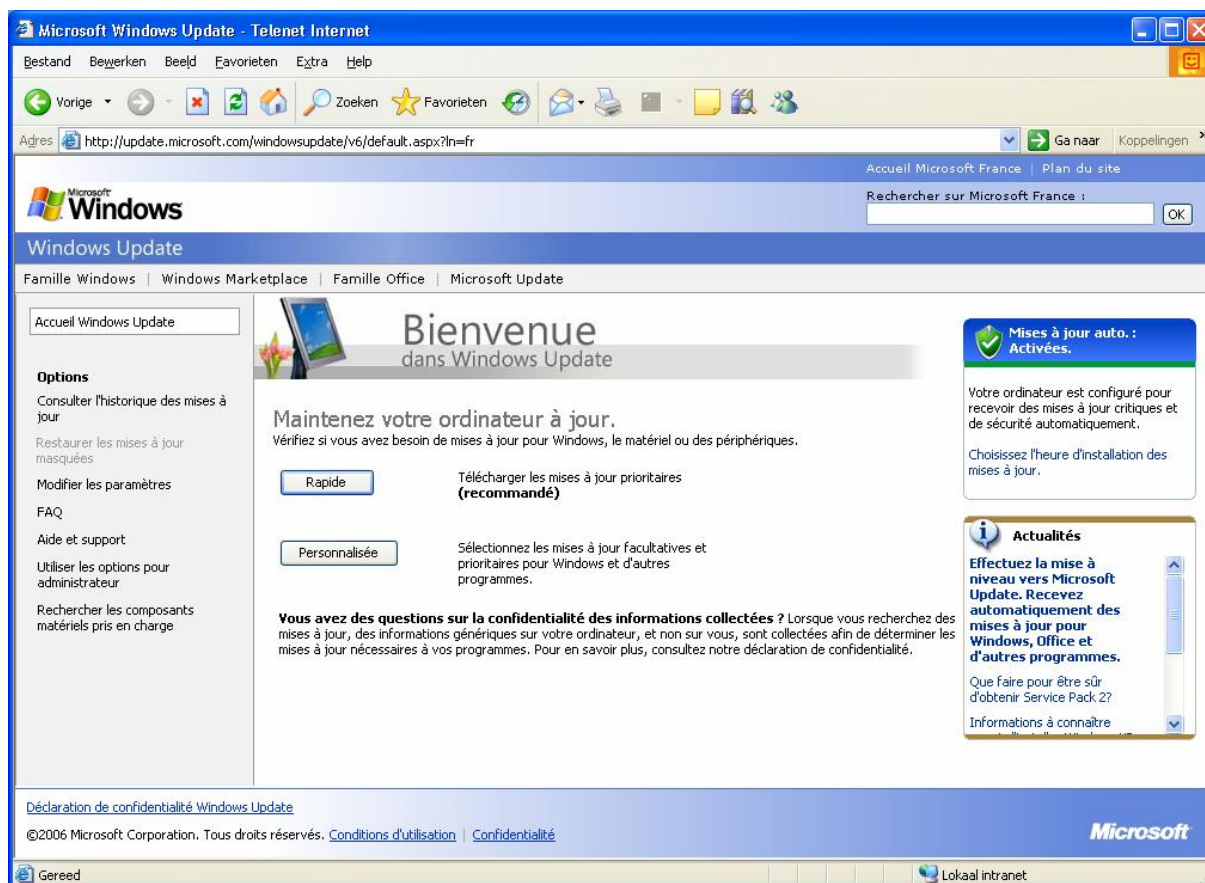 Microsoft Windows Update - Telenet Internet
Bestand Bewerken Beeld Favorieten Extra Help
Vorige Zoeken Favorieten
Adres http://update.microsoft.com/windowsupdate/v6/default.aspx?ln=fr Ga naar Koppelingen »
Accueil Microsoft France | Plan du site
Microsoft
Windows
Rechercher sur Microsoft France :
OK
Windows Update
Famille Windows | Windows Marketplace | Famille Office | Microsoft Update
Accueil Windows Update
Options
Consulter l'historique des mises à
jour
Restaurer les mises à jour
masquées
Modifier les paramètres
FAQ
Aide et support
Utiliser les options pour
administrateur
Rechercher les composants
matériels pris en charge
Bienvenue
dans Windows Update
Maintenez votre ordinateur à jour.
Vérifiez si vous avez besoin de mises à jour pour Windows, le matériel ou des périphériques.
Rapide
Télécharger les mises à jour prioritaires
(recommandé)
Personnalisée
Sélectionnez les mises à jour facultatives et
prioritaires pour Windows et d'autres
programmes.
Vous avez des questions sur la confidentialité des informations collectées ? Lorsque vous recherchez des
mises à jour, des informations génériques sur votre ordinateur, et non sur vous, sont collectées afin de déterminer les
mises à jour nécessaires à vos programmes. Pour en savoir plus, consultez notre déclaration de confidentialité.
Mises à jour auto. :
Activées.
Votre ordinateur est configuré pour
recevoir des mises à jour critiques et
de sécurité automatiquement.
Choisissez l'heure d'installation des
mises à jour.
Actualités
Effectuez la mise à
niveau vers Microsoft
Update. Recevez
automatiquement des
mises à jour pour
Windows, Office et
d'autres programmes.
Que faire pour être sûr
d'obtenir Service Pack 2?
Informations à connaître
Déclaration de confidentialité Windows Update
©2006 Microsoft Corporation. Tous droits réservés. Conditions d'utilisation | Confidentialité
Microsoft
Gereed
Lokaal intranet